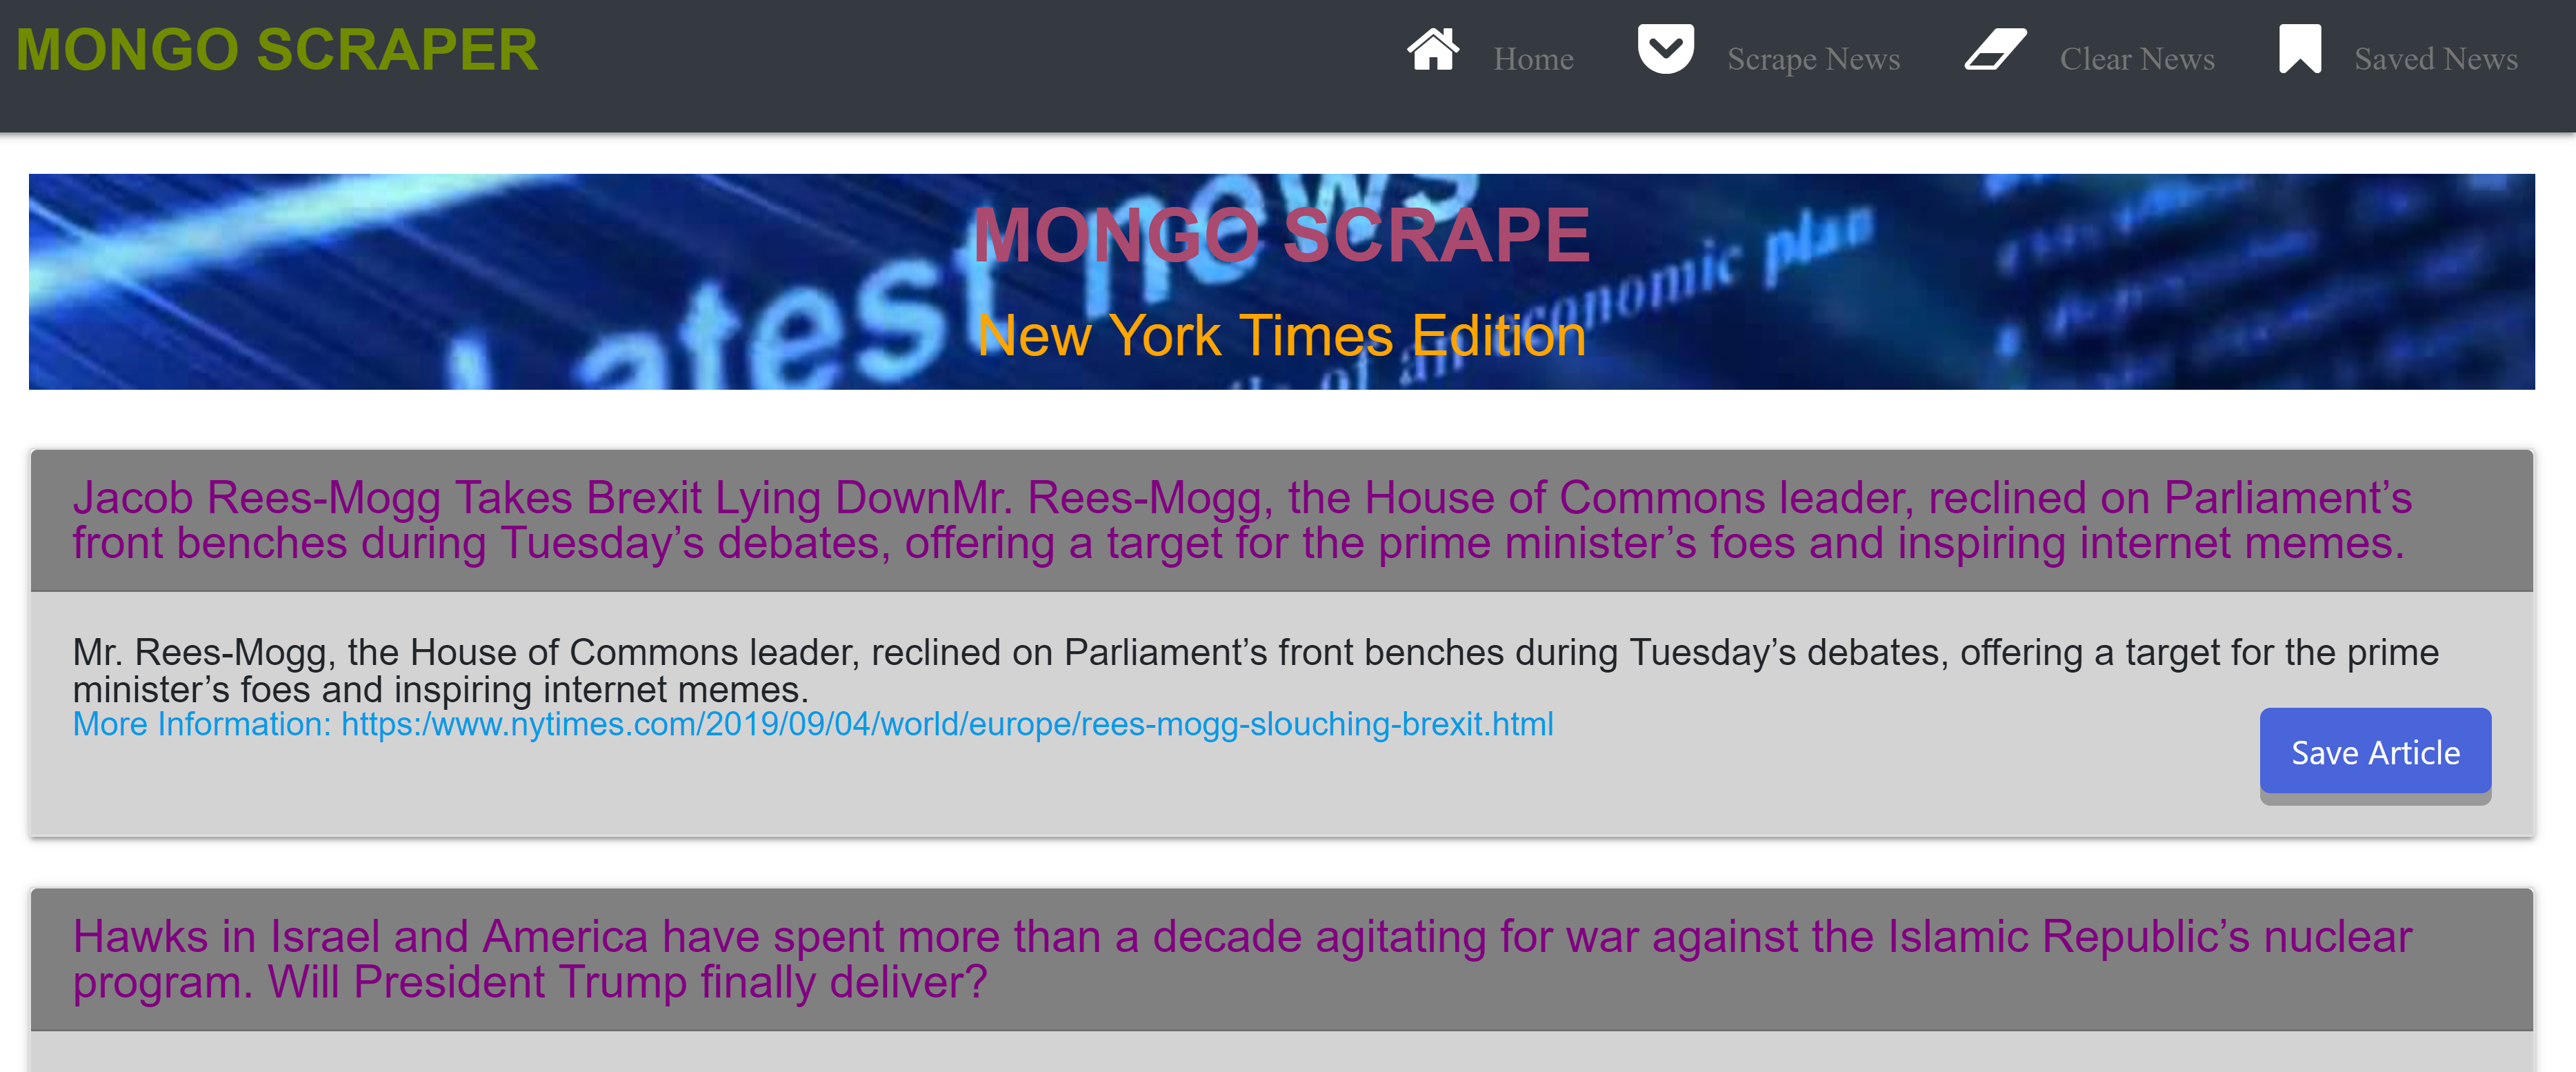 MONGO SCRAPER
Home
Scrape News
Clear News
Saved News
Latest news
MONGO SCRAPE
of an economic plan
New York Times Edition
Jacob Rees-Mogg Takes Brexit Lying DownMr. Rees-Mogg, the House of Commons leader, reclined on Parliament’s
front benches during Tuesday’s debates, offering a target for the prime minister’s foes and inspiring internet memes.
Mr. Rees-Mogg, the House of Commons leader, reclined on Parliament’s front benches during Tuesday’s debates, offering a target for the prime
minister’s foes and inspiring internet memes.
More Information: https:/www.nytimes.com/2019/09/04/world/europe/rees-mogg-slouching-brexit.html
Save Article
Hawks in Israel and America have spent more than a decade agitating for war against the Islamic Republic’s nuclear
program. Will President Trump finally deliver?